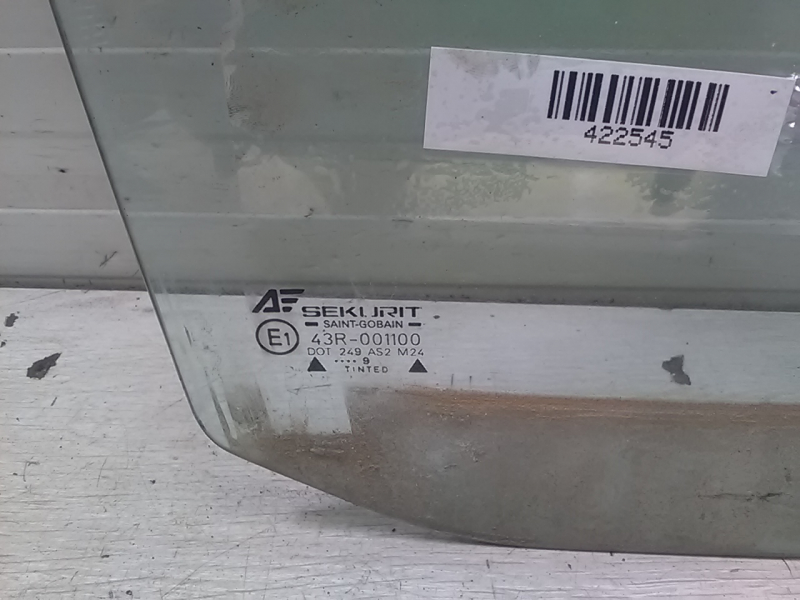 422545
AF SEKURIT
SAINT-GOBAIN
E1 43R-001100
DOT 249 AS2 M24
.... 9
TINTED